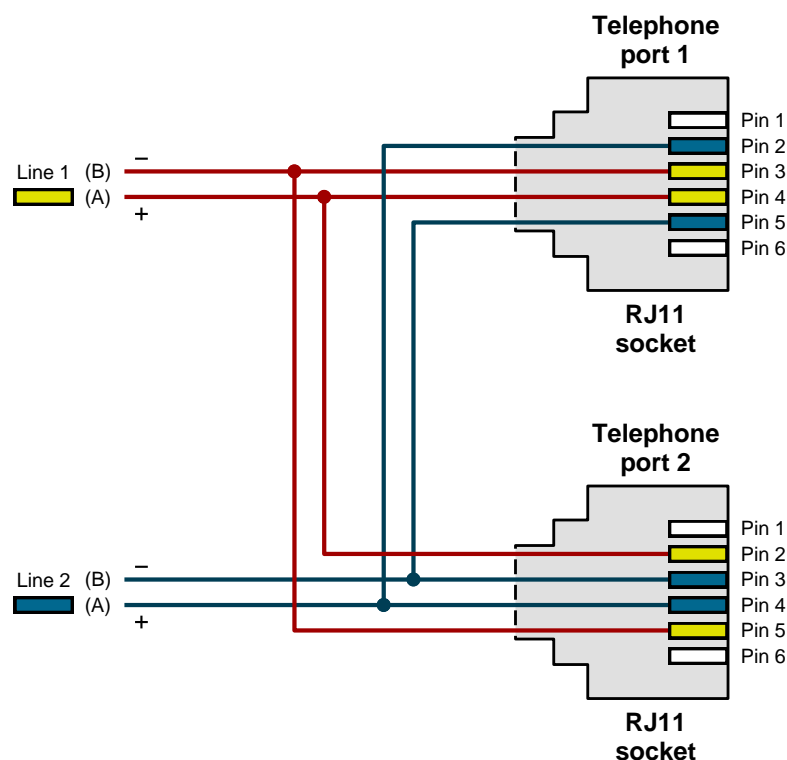 Telephone
port 1
Pin 1
Pin 2
– 
Line 1 (B)
Pin 3
(A)
Pin 4
+
Pin 5
Pin 6
RJ11
socket
Telephone
port 2
Pin 1
Pin 2
–
Line 2 (B)
Pin 3
(A)
Pin 4
+
Pin 5
Pin 6
RJ11
socket